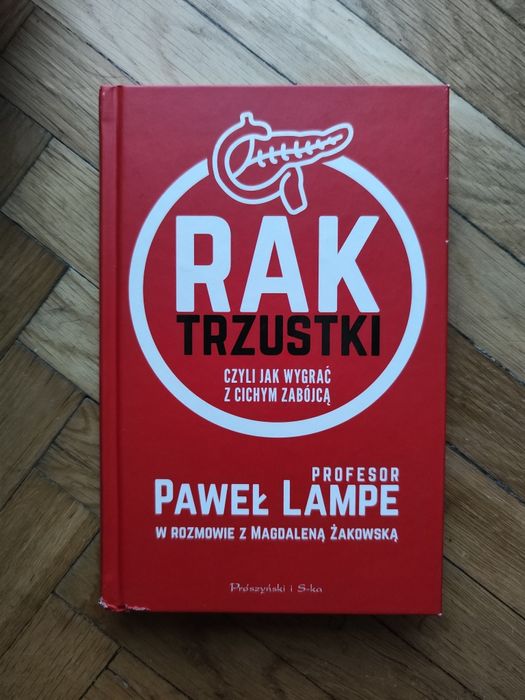 RAK
TRZUSTKI
CZYLI JAK WYGRAĆ
Z CICHYM ZABÓJCĄ
PROFESOR
PAWEŁ LAMPE
W ROZMOWIE Z MAGDALENĄ ŻAKOWSKĄ
Prószyński i S-ka